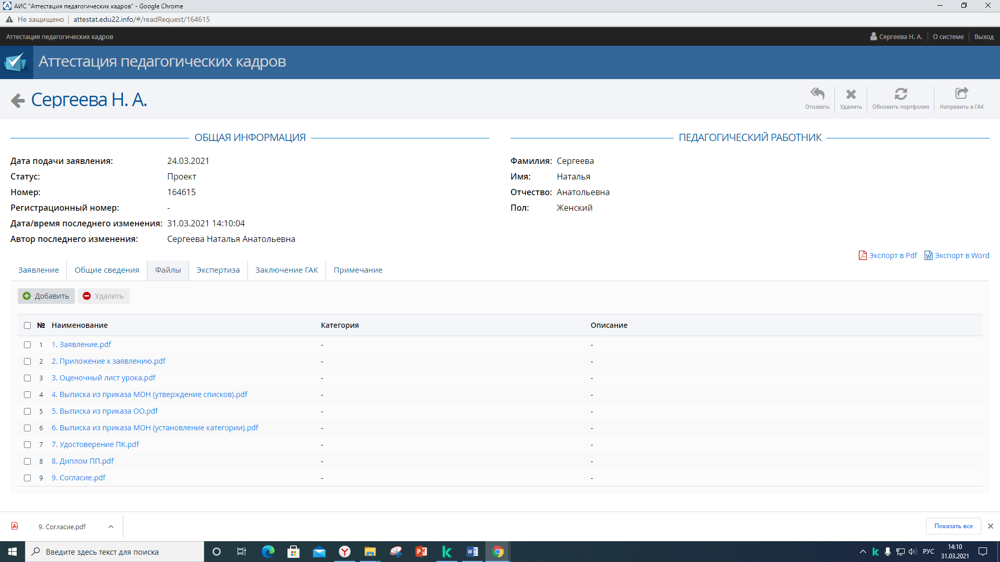 АИС "Аттестация педагогических кадров" - Google Chrome
Не защищено attestat.edu22.info/#/readRequest/164615
Аттестация педагогических кадров Сергеева Н. А. О системе Выход
Аттестация педагогических кадров
Сергеева Н. А.
Отозвать Удалить Обновить портфолио Направить в ГАК
ОБЩАЯ ИНФОРМАЦИЯ
Дата подачи заявления: 24.03.2021
Статус: Проект
Номер: 164615
Регистрационный номер: -
Дата/время последнего изменения: 31.03.2021 14:10:04
Автор последнего изменения: Сергеева Наталья Анатольевна
ПЕДАГОГИЧЕСКИЙ РАБОТНИК
Фамилия: Сергеева
Имя: Наталья
Отчество: Анатольевна
Пол: Женский
Экспорт в Pdf Экспорт в Word
Заявление Общие сведения Файлы Экспертиза Заключение ГАК Примечание
Добавить Удалить
№ Наименование Категория Описание
1 1. Заявление.pdf - -
2 2. Приложение к заявлению.pdf - -
3 3. Оценочный лист урока.pdf - -
4 4. Выписка из приказа МОН (утверждение списков).pdf - -
5 5. Выписка из приказа ОО.pdf - -
6 6. Выписка из приказа МОН (установление категории).pdf - -
7 7. Удостоверение ПК.pdf - -
8 8. Диплом ПП.pdf - -
9 9. Согласие.pdf - -
9. Согласие.pdf Показать все
Введите здесь текст для поиска
РУС
14:10
31.03.2021